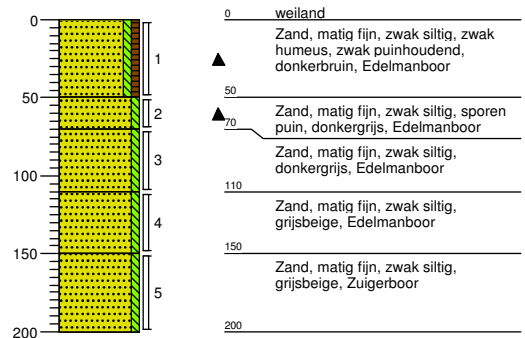 0
50
100
150
200
1
2
3
4
5
0 weiland
Zand, matig fijn, zwak siltig, zwak
humeus, zwak puinhoudend,
donkerbruin, Edelmanboor
50
Zand, matig fijn, zwak siltig, sporen
puin, donkergrijs, Edelmanboor
70
Zand, matig fijn, zwak siltig,
donkergrijs, Edelmanboor
110
Zand, matig fijn, zwak siltig,
grijsbeige, Edelmanboor
150
Zand, matig fijn, zwak siltig,
grijsbeige, Zuigerboor
200